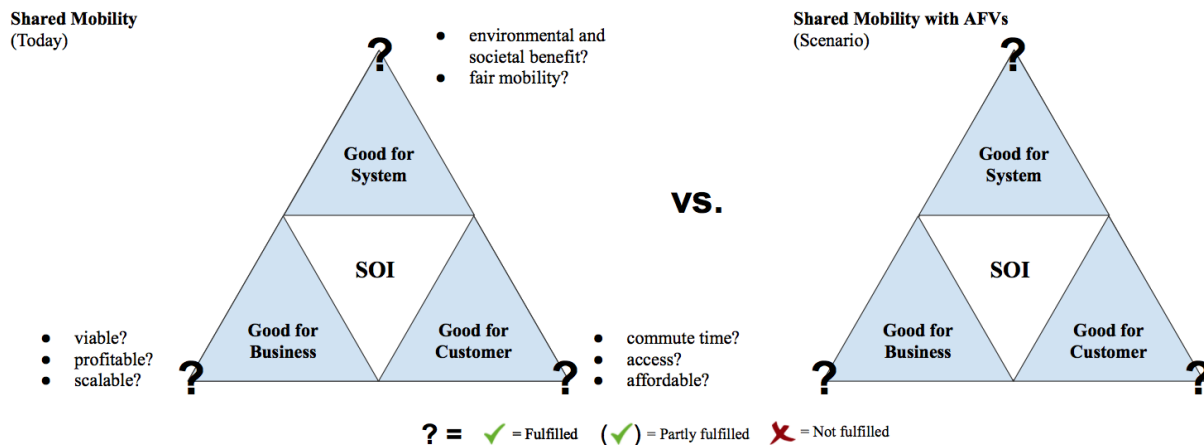 Shared Mobility
(Today)
?
● environmental and
societal benefit?
● fair mobility?
Good for
System
SOI
Good for
Business
Good for
Customer
● viable?
● profitable?
● scalable?
?
?
● commute time?
● access?
● affordable?
vs.
Shared Mobility with AFVs
(Scenario)
?
Good for
System
SOI
Good for
Business
Good for
Customer
?
?
? = ✓ = Fulfilled (✓) = Partly fulfilled ✗ = Not fulfilled